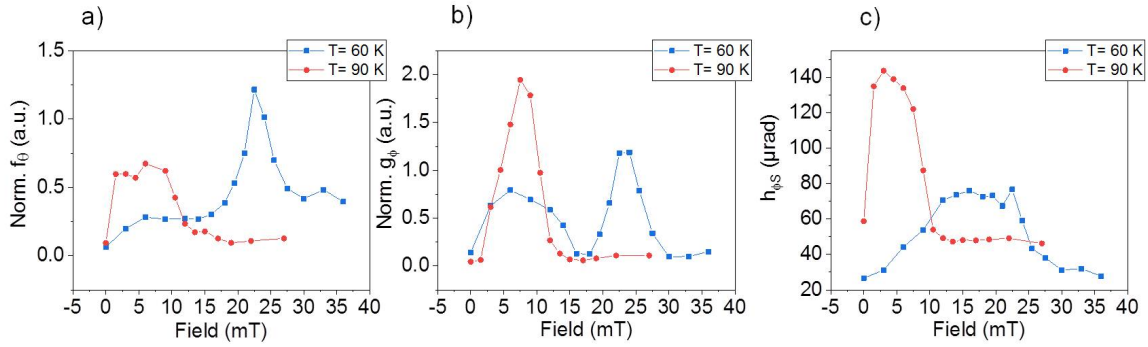 a)
Norm. fθ (a.u.)
1.5
1.0
0.5
0.0
T= 60 K
T= 90 K
-5 0 5 10 15 20 25 30 35 40
Field (mT)
b)
Norm. gϕ (a.u.)
2.0
1.5
1.0
0.5
0.0
T= 60 K
T= 90 K
-5 0 5 10 15 20 25 30 35 40
Field (mT)
c)
hϕS (µrad)
140
120
100
80
60
40
20
T= 60 K
T= 90 K
-5 0 5 10 15 20 25 30 35 40
Field (mT)